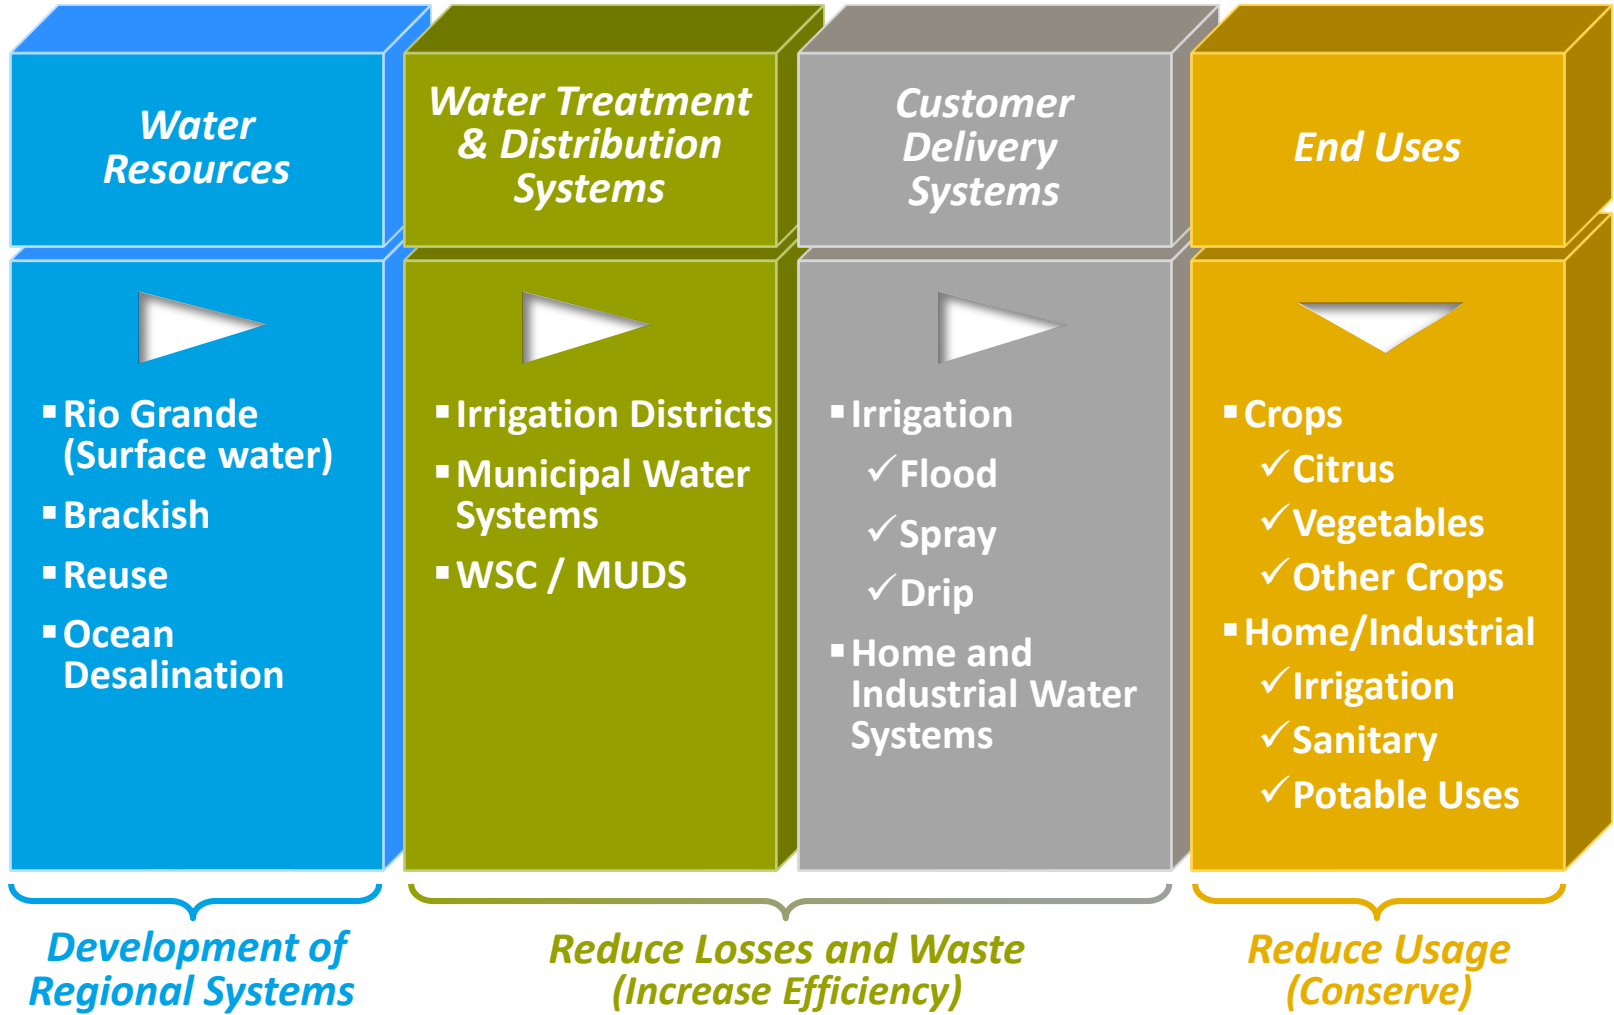 Water
Resources
Water Treatment
& Distribution
Systems
Customer
Delivery
Systems
End Uses
▪Rio Grande
(Surface water)
▪Brackish
▪Reuse
▪Ocean
Desalination
▪Irrigation Districts
▪Municipal Water
Systems
▪WSC / MUDS
▪Irrigation
✓Flood
✓Spray
✓Drip
▪Home and
Industrial Water
Systems
▪Crops
✓Citrus
✓Vegetables
✓Other Crops
▪Home/Industrial
✓Irrigation
✓Sanitary
✓Potable Uses
Development of
Regional Systems
Reduce Losses and Waste
(Increase Efficiency)
Reduce Usage
(Conserve)